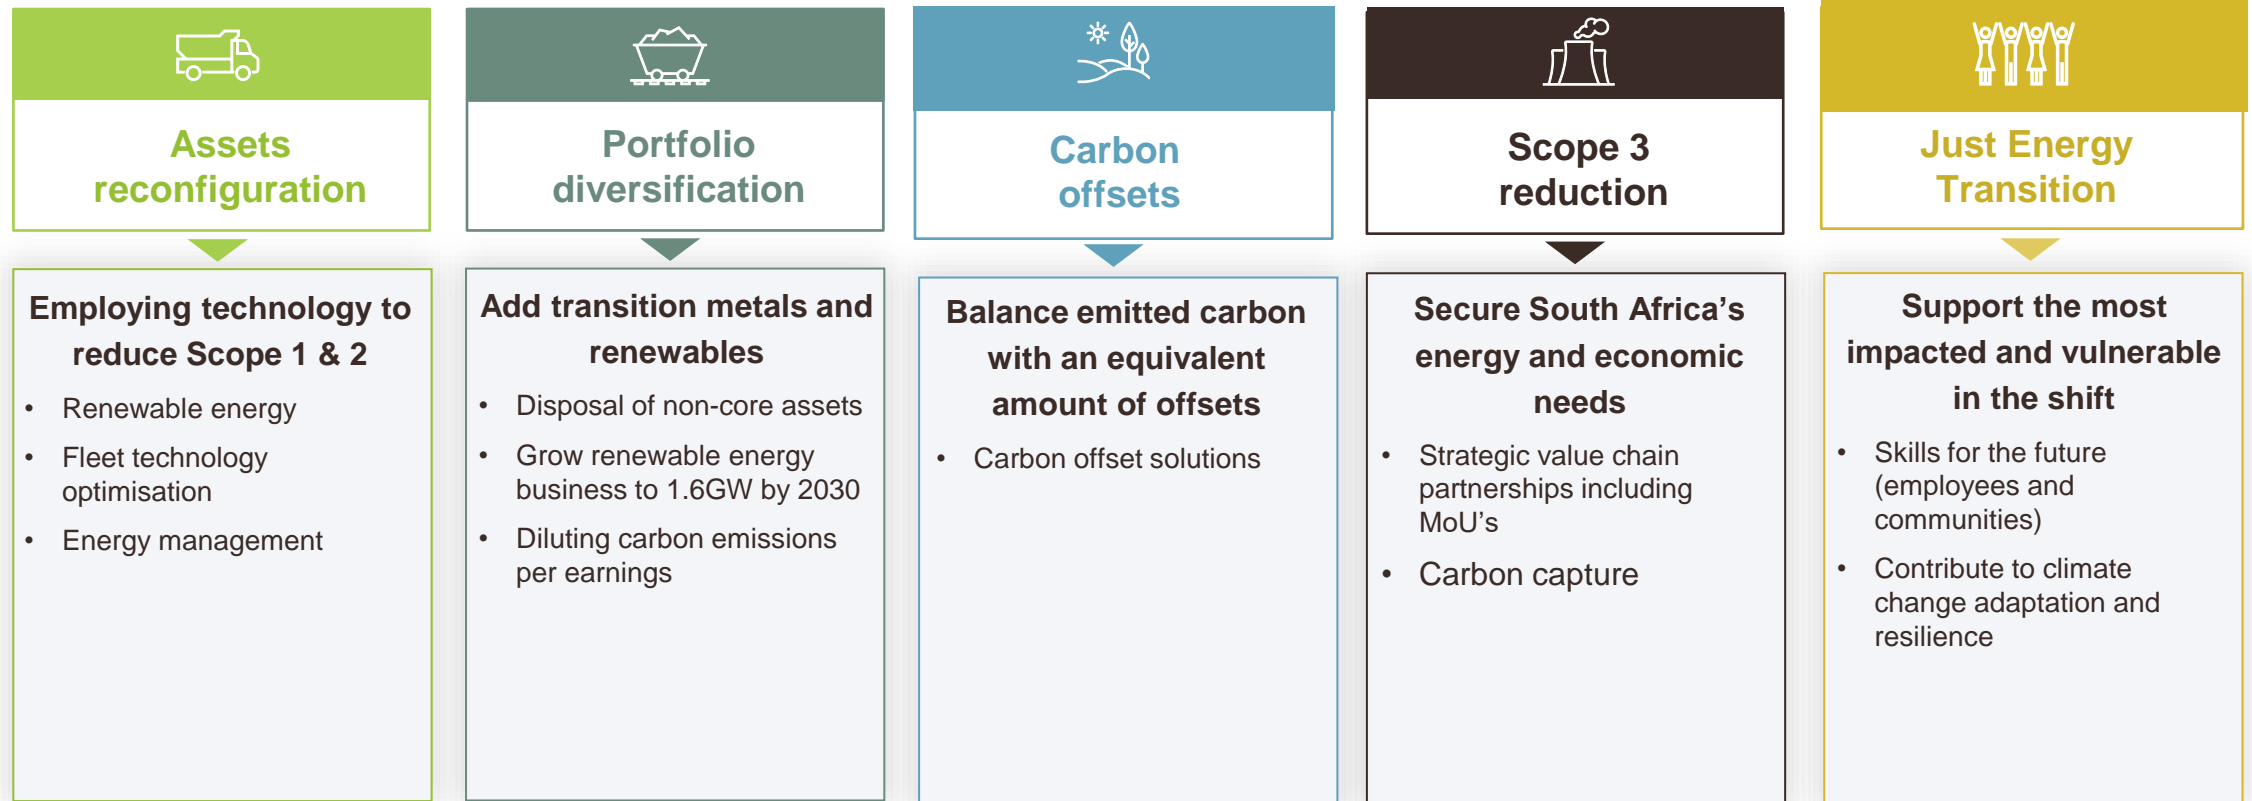 Assets
reconfiguration
Employing technology to
reduce Scope 1 & 2
• Renewable energy
• Fleet technology
optimisation
• Energy management
Portfolio
diversification
Add transition metals and
renewables
• Disposal of non-core assets
• Grow renewable energy
business to 1.6GW by 2030
• Diluting carbon emissions
per earnings
Carbon
offsets
Balance emitted carbon
with an equivalent
amount of offsets
• Carbon offset solutions
Scope 3
reduction
Secure South Africa’s
energy and economic
needs
• Strategic value chain
partnerships including
MoU’s
• Carbon capture
Just Energy
Transition
Support the most
impacted and vulnerable
in the shift
• Skills for the future
(employees and
communities)
• Contribute to climate
change adaptation and
resilience